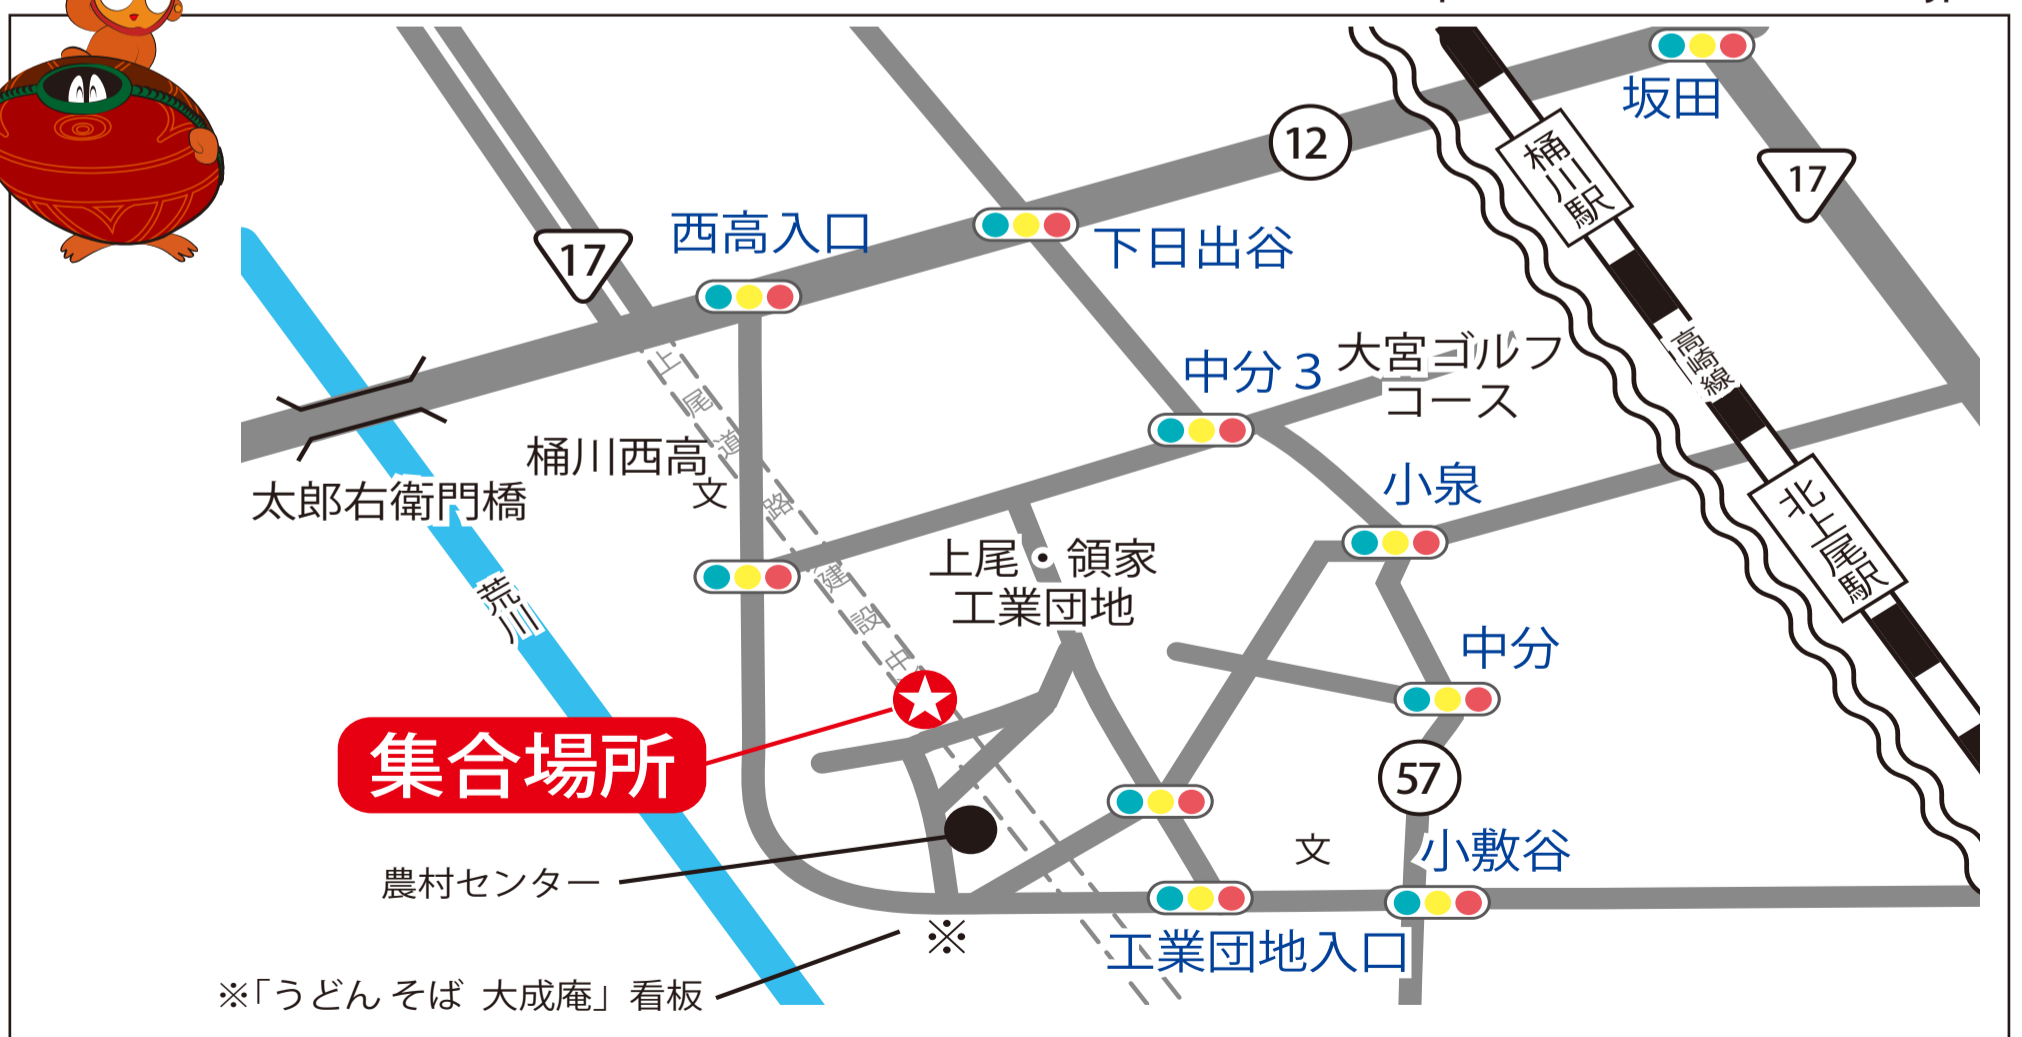 坂田
12
桶川駅
17
西高入口
下日出谷
17
高崎線
上尾道路建設中
中分３
大宮ゴルフ
コース
桶川西高
文
小泉
太郎右衛門橋
北上尾駅
上尾・領家
工業団地
荒川
中分
集合場所
57
文
小敷谷
農村センター
※
工業団地入口
※「うどん そば 大成庵」看板